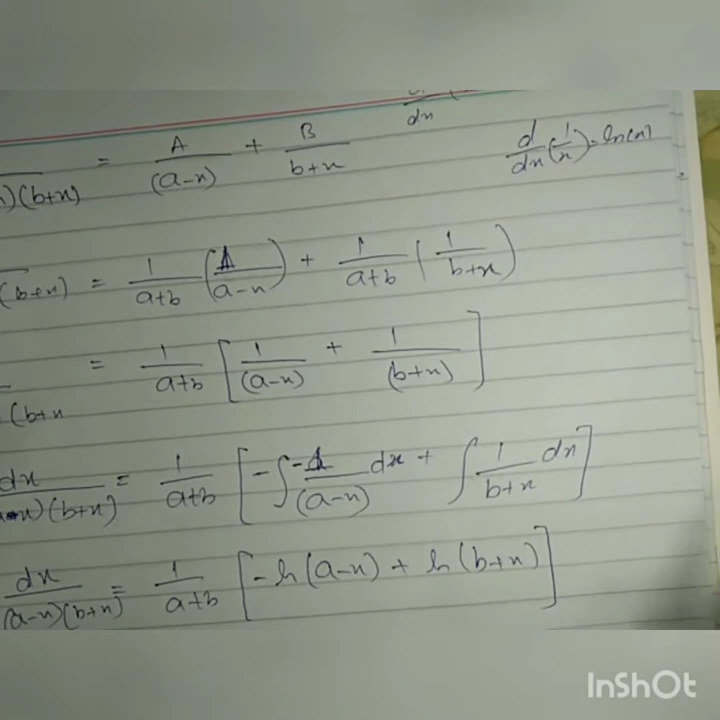 dx
)(b+x) = A/(a-x) + B/(b+x)
d/dx(1/x) = ln(x)
(b+x) = 1/(a+b) (1/(a-x)) + 1/(a+b) (1/(b+x))
(b+x = 1/(a+b) [1/(a-x) + 1/(b+x)]
dx/(a-x)(b+x) = 1/(a+b) [-∫-1/(a-x) dx + ∫1/(b+x) dx]
dx/(a-x)(b+x) = 1/(a+b) [-ln(a-x) + ln(b+x)]
InShOt